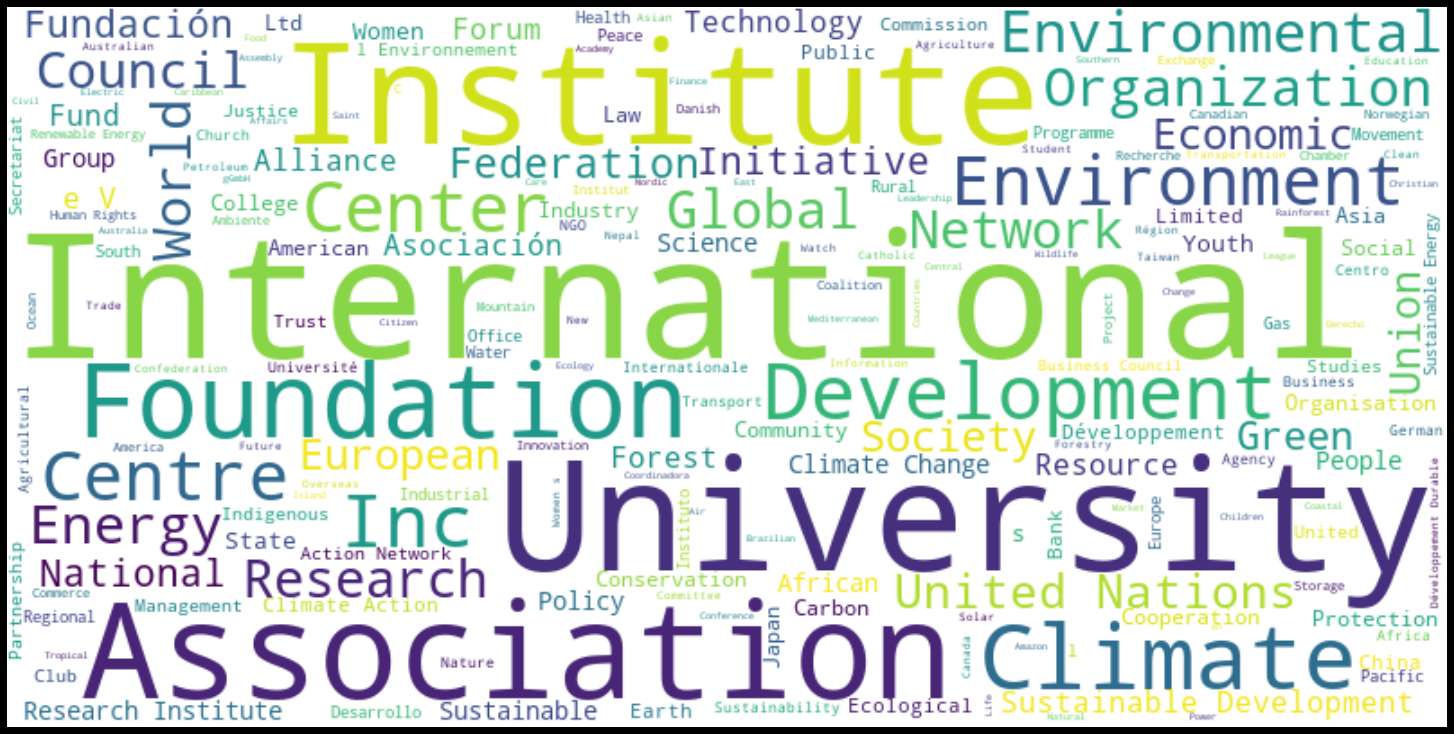 Fundación
Ltd
Women
Forum
Health
Asian
Technology
Commission
Environmental
Australian
Food
l Environnement
Peace
Academy
Public
Agriculture
Southern
Exchange
Education
Council
Assembly
Institute
Finance
Organization
Civil
Electric
Caribbean
c
Fund
World
Justice
Affairs
Saint
Law
Danish
Canadian
Norwegian
Secretariat
Renewable Energy
Church
Programme
Economic
Movement
Group
Petroleum
gGmbH
Alliance
Federation
Initiative
Student
Recherche
Transportation
Chamber
Clean
e V
Human Rights
College
Ambiente
Center
Care
Institut
Nordic
East
Rural
Leadership
Environment
Christian
Industry
Global
Network
Limited
Rainforest
Asia
Australia
South
American
Asociación
NGO
Nepal
Science
Watch
Catholic
Wildlife
Région
Taiwan
Youth
Social
League
Centro
Sustainable Energy
International
Central
Coalition
Countries
Change
Ocean
Trade
Trust
Citizen
Mountain
New
Office
Water
Mediterranean
Project
Gas
Derecho
Union
Confederation
Université
Ecology
Internationale
Information
Business Council
Studies
Business
Foundation
Transport
Development
Organisation
Agricultural
America
Future
European
Innovation
Community
Society
Développement
Forestry
Green
German
Centre
Overseas
Island
Forest
Coordinadora
Climate Change
Resource
Agency
People
Industrial
Women s
Instituto
Air
University
Market
Children
Coastal
Energy
Indigenous
State
Inc
Brazilian
s
Bank
Europe
United
Développement Durable
Action Network
Partnership
National
Research
Conservation
African
United Nations
Storage
Commerce
Management
Climate Action
Policy
Committee
Carbon
Cooperation
Regional
Conference
Japan
Solar
Protection
Africa
Association
Climate
Tropical
Nature
Canada
Amazon
l
China
Club
Pacific
Research Institute
Desarrollo
Sustainable
Earth
Sustainability
Ecological
Life
Sustainable Development
Natural
Power